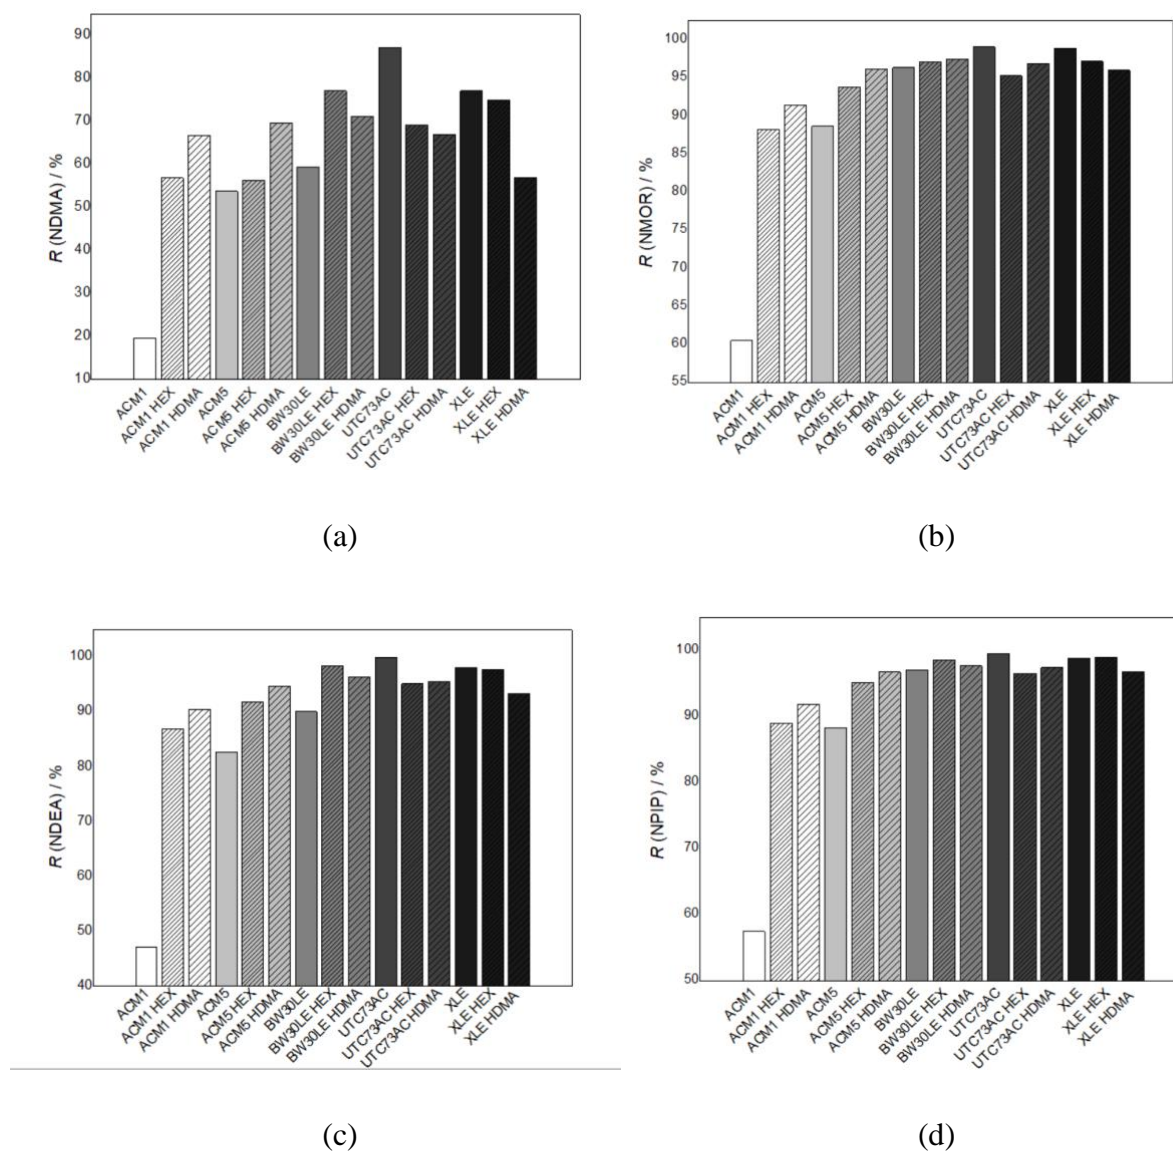 R (NDMA) / %
90
80
70
60
50
40
30
20
10
ACM1
ACM1 HEX
ACM1 HDMA
ACM5
ACM5 HEX
ACM5 HDMA
BW30LE
BW30LE HEX
BW30LE HDMA
UTC73AC
UTC73AC HEX
UTC73AC HDMA
XLE
XLE HEX
XLE HDMA
(a)
R (NMOR) / %
100
95
90
85
80
75
70
65
60
55
ACM1
ACM1 HEX
ACM1 HDMA
ACM5
ACM5 HEX
ACM5 HDMA
BW30LE
BW30LE HEX
BW30LE HDMA
UTC73AC
UTC73AC HEX
UTC73AC HDMA
XLE
XLE HEX
XLE HDMA
(b)
R (NDEA) / %
100
90
80
70
60
50
40
ACM1
ACM1 HEX
ACM1 HDMA
ACM5
ACM5 HEX
ACM5 HDMA
BW30LE
BW30LE HEX
BW30LE HDMA
UTC73AC
UTC73AC HEX
UTC73AC HDMA
XLE
XLE HEX
XLE HDMA
(c)
R (NPIP) / %
100
90
80
70
60
50
ACM1
ACM1 HEX
ACM1 HDMA
ACM5
ACM5 HEX
ACM5 HDMA
BW30LE
BW30LE HEX
BW30LE HDMA
UTC73AC
UTC73AC HEX
UTC73AC HDMA
XLE
XLE HEX
XLE HDMA
(d)